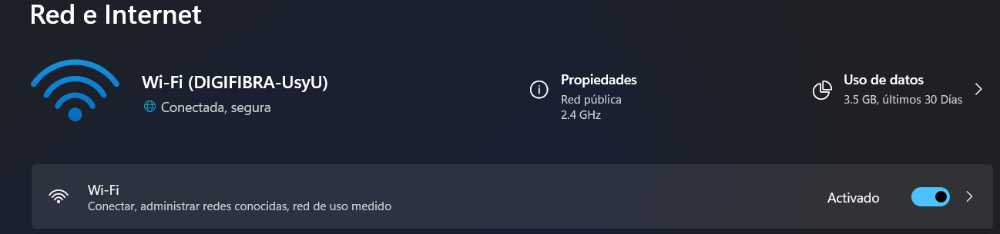 Red e Internet
Wi-Fi (DIGIFIBRA-UsyU)
Conectada, segura
Propiedades
Red pública
2.4 GHz
Uso de datos
3.5 GB, últimos 30 Días
Wi-Fi
Conectar, administrar redes conocidas, red de uso medido
Activado